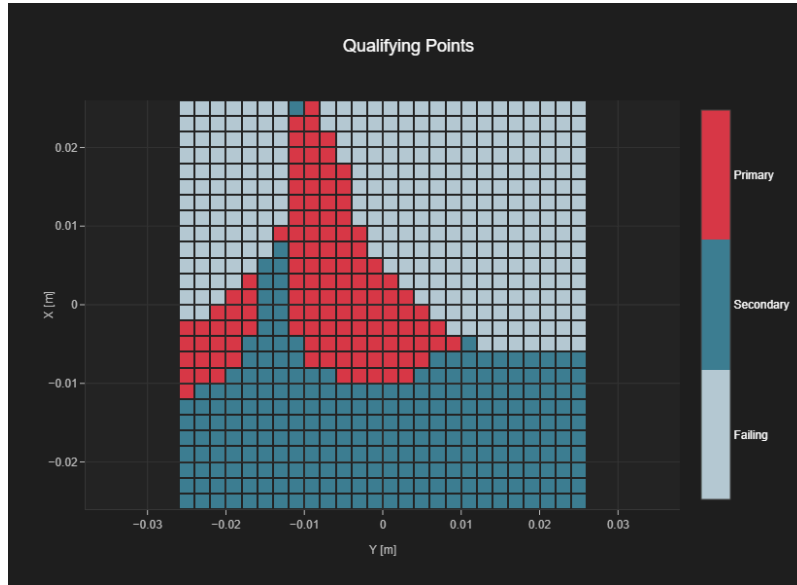 Qualifying Points
0.02
0.01
0
−0.01
−0.02
X [m]
−0.03
−0.02
−0.01
0
0.01
0.02
0.03
Y [m]
Primary
Secondary
Failing